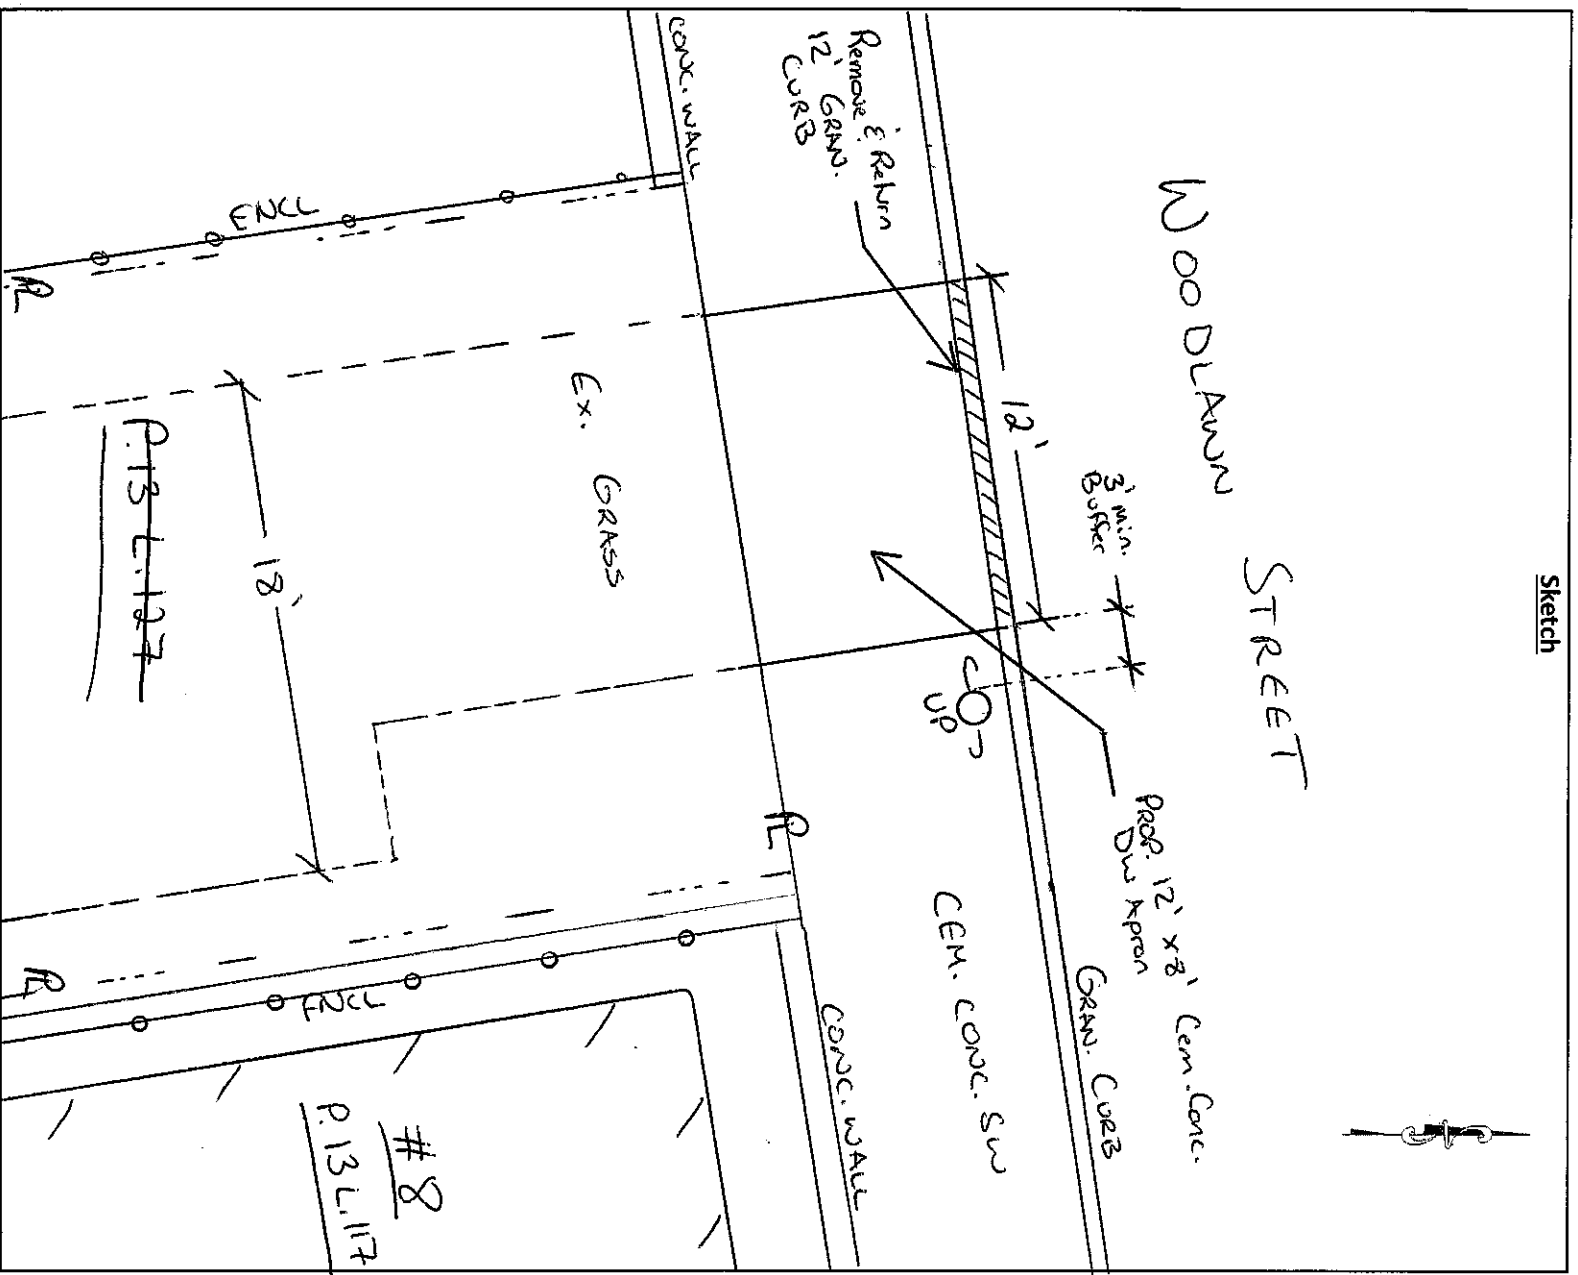 Sketch
WOODLAWN STREET
3' min.
Buffer
12'
Remove & Return
12' GRAN.
CURB
PROP. 12' x 8' Cem. Conc.
DW Apron
GRAN. CURB
UP
CEM. CONC. SW
CONC. WALL
CONC. WALL
PL
Ex. GRASS
ENCL
18'
P.13 L.127
#8
P.13 L.117
ENCL
PL
PL